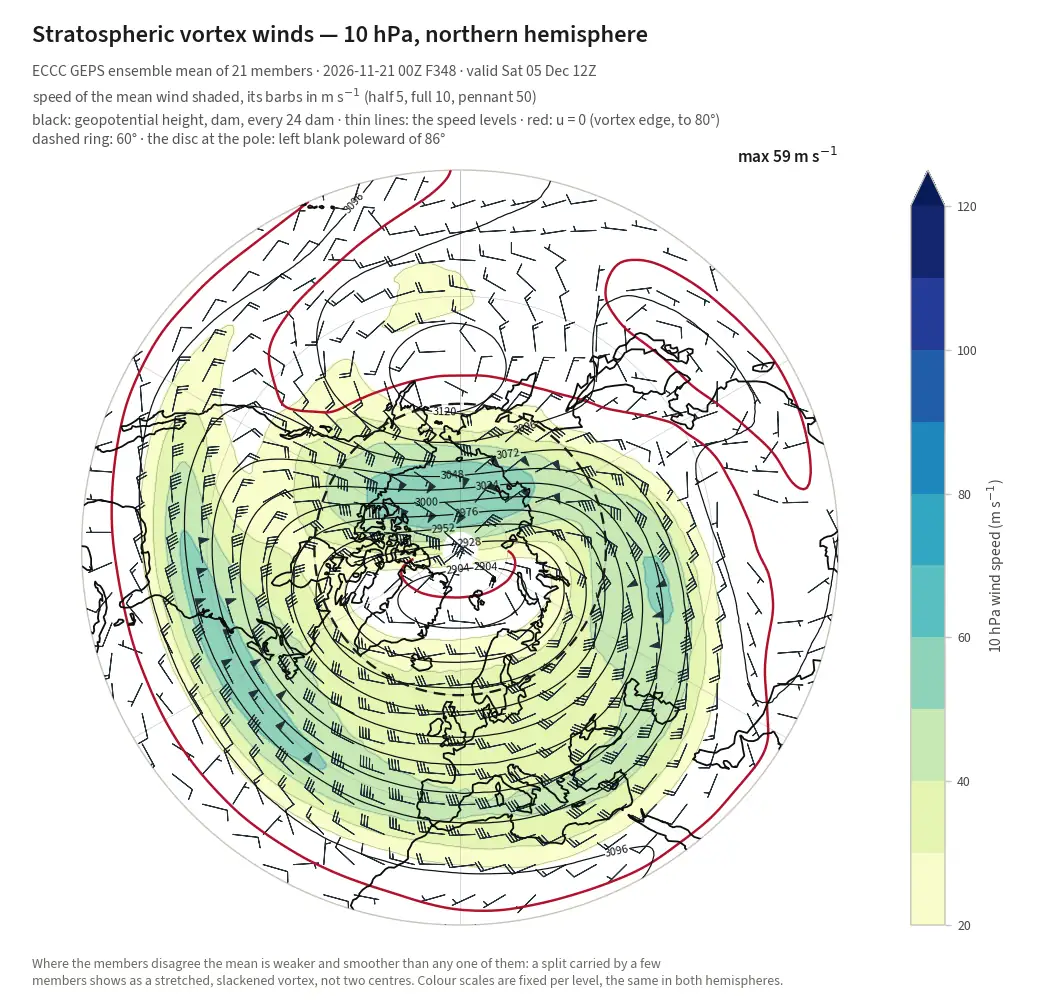 Stratospheric vortex winds — 10 hPa, northern hemisphere
ECCC GEPS ensemble mean of 21 members · 2026-11-21 00Z F348 · valid Sat 05 Dec 12Z
speed of the mean wind shaded, its barbs in m s⁻¹ (half 5, full 10, pennant 50)
black: geopotential height, dam, every 24 dam · thin lines: the speed levels · red: u = 0 (vortex edge, to 80°)
dashed ring: 60° · the disc at the pole: left blank poleward of 86°
max 59 m s⁻¹
3096
3120
3072
3048
3024
3000
2976
2952
2928
2904
2904
3096
120
100
80
60
40
20
10 hPa wind speed (m s⁻¹)
Where the members disagree the mean is weaker and smoother than any one of them: a split carried by a few
members shows as a stretched, slackened vortex, not two centres. Colour scales are fixed per level, the same in both hemispheres.